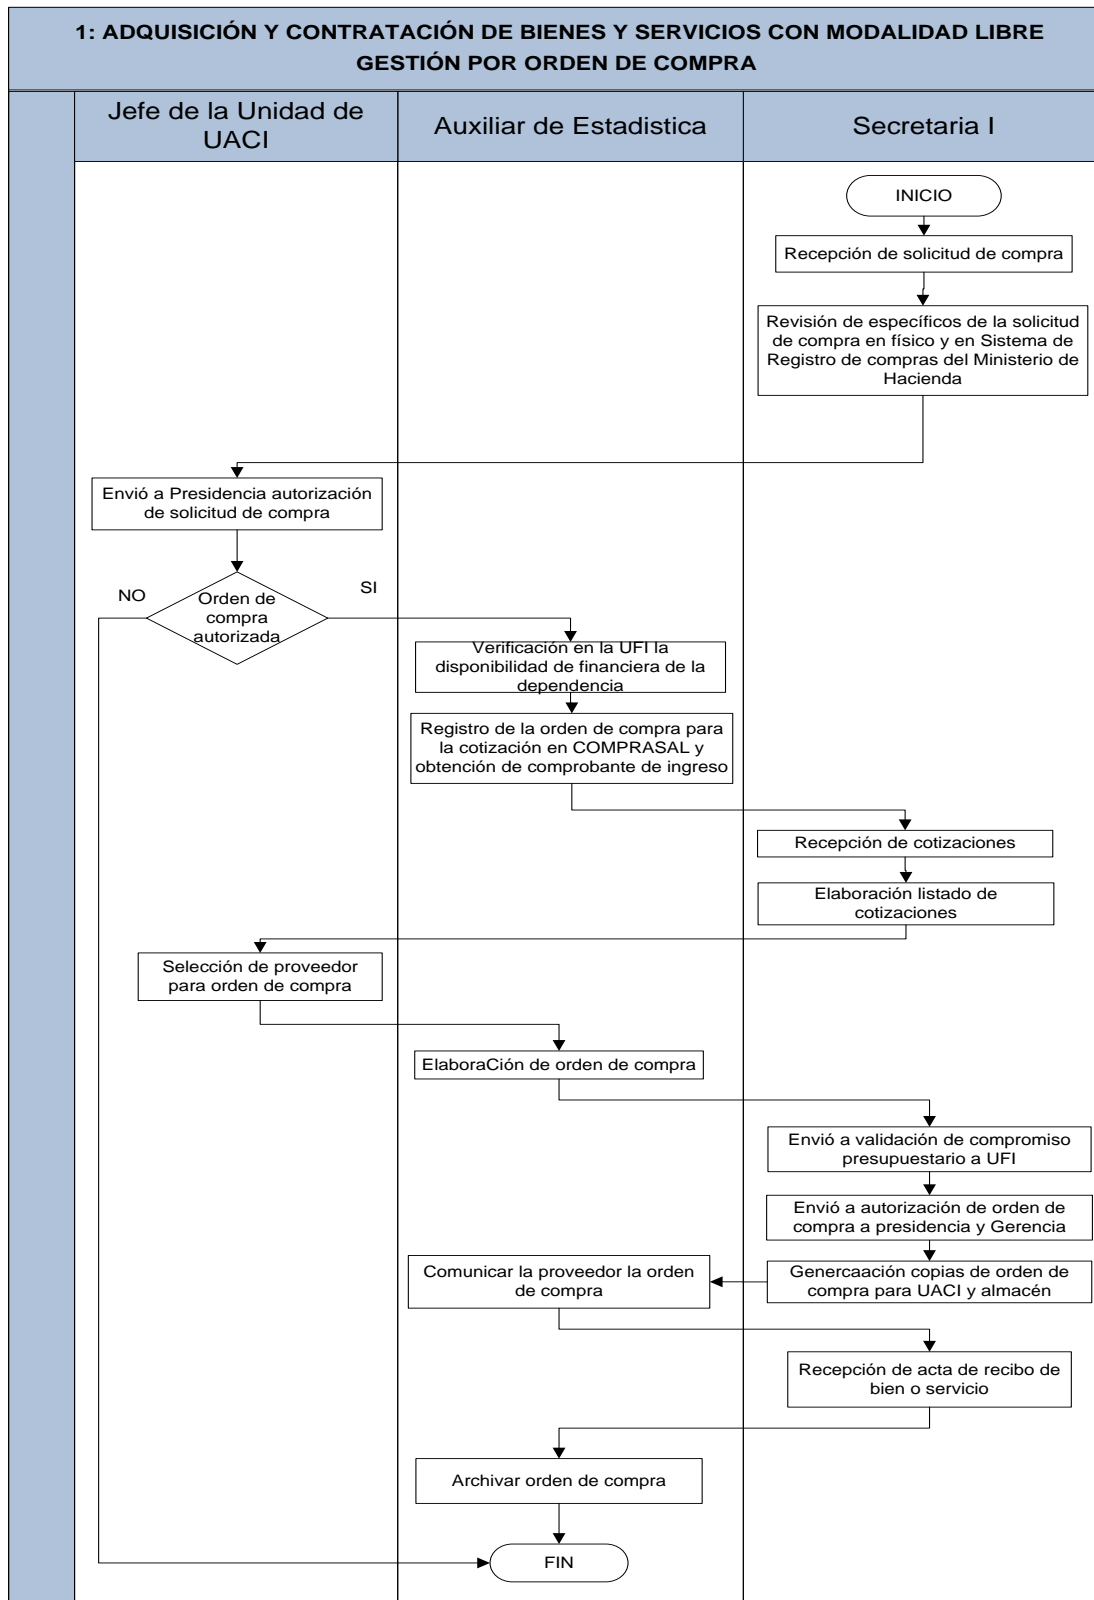 1: ADQUISICIÓN Y CONTRATACIÓN DE BIENES Y SERVICIOS CON MODALIDAD LIBRE
GESTIÓN POR ORDEN DE COMPRA
Jefe de la Unidad de
UACI
Auxiliar de Estadistica
Secretaria I
INICIO
Recepción de solicitud de compra
Revisión de específicos de la solicitud
de compra en físico y en Sistema de
Registro de compras del Ministerio de
Hacienda
Envió a Presidencia autorización
de solicitud de compra
NO
SI
Orden de
compra
autorizada
Verificación en la UFI la
disponibilidad de financiera de la
dependencia
Registro de la orden de compra para
la cotización en COMPRASAL y
obtención de comprobante de ingreso
Recepción de cotizaciones
Elaboración listado de
cotizaciones
Selección de proveedor
para orden de compra
ElaboraCión de orden de compra
Envió a validación de compromiso
presupuestario a UFI
Envió a autorización de orden de
compra a presidencia y Gerencia
Genercaación copias de orden de
compra para UACI y almacén
Comunicar la proveedor la orden
de compra
Recepción de acta de recibo de
bien o servicio
Archivar orden de compra
FIN